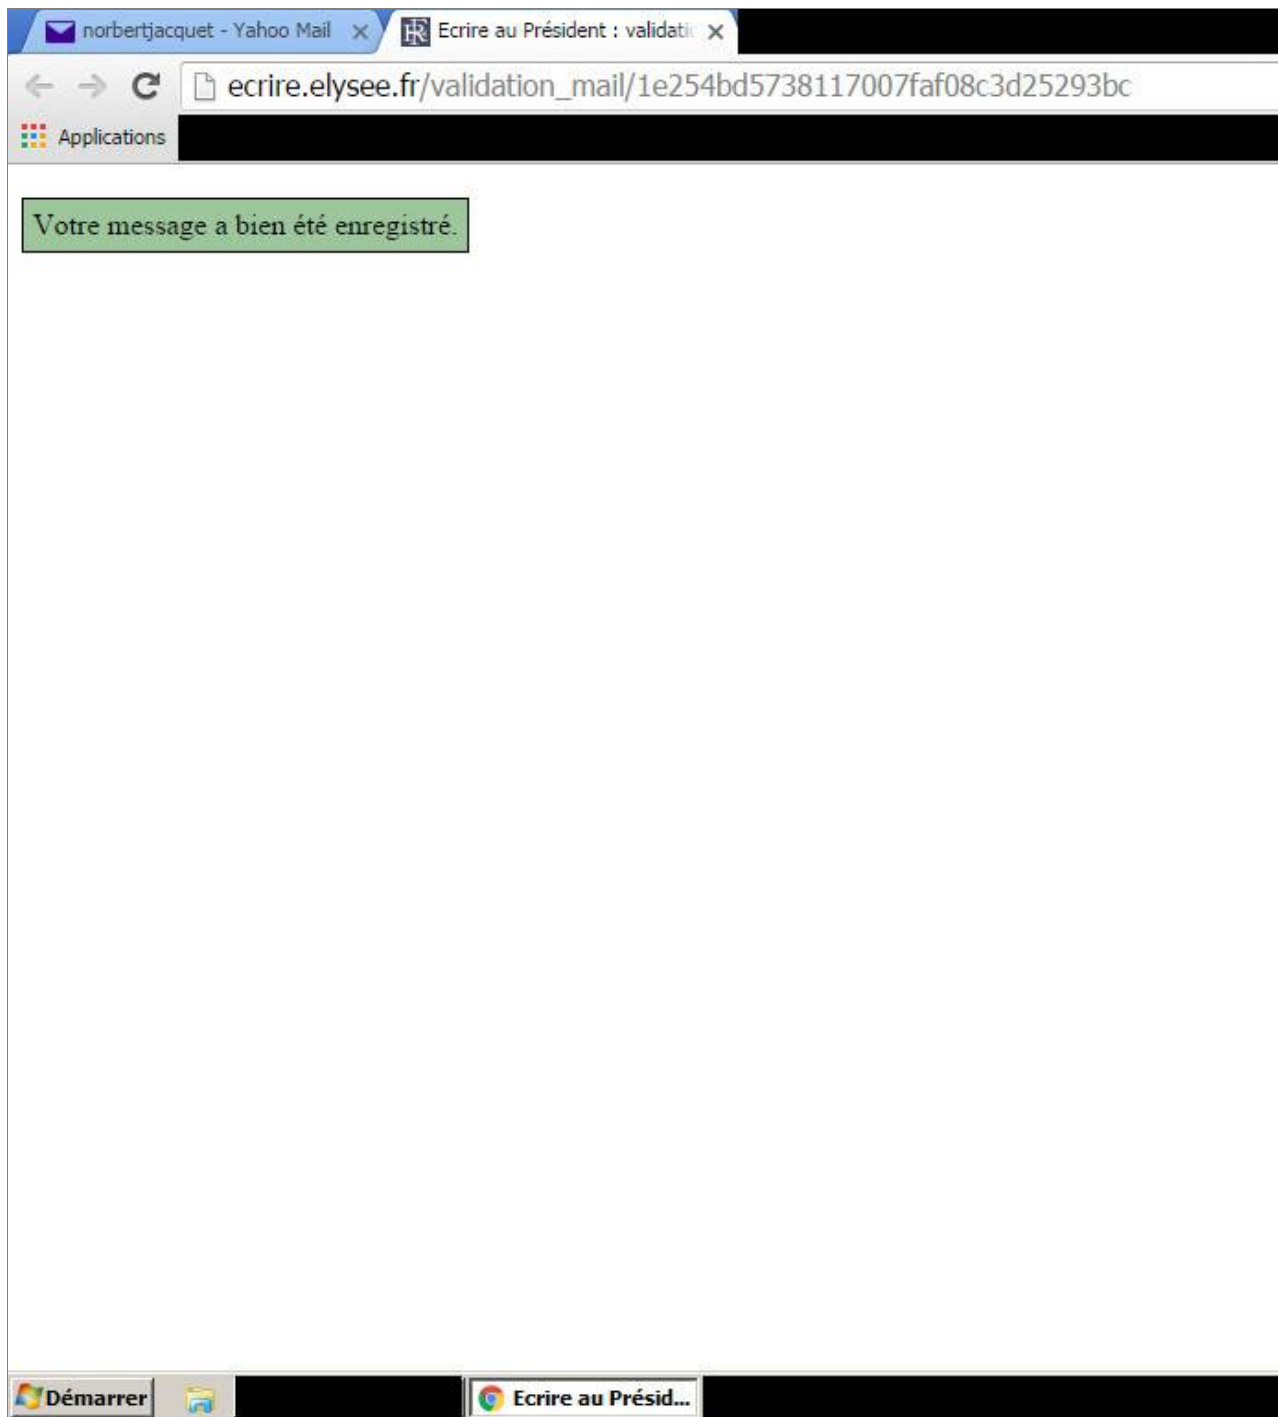 norbertjacquet - Yahoo Mail
Ecrire au Président : validati
ecrire.elysee.fr/validation_mail/1e254bd5738117007faf08c3d25293bc
Applications
Votre message a bien été enregistré.
Démarrer
Ecrire au Présid...